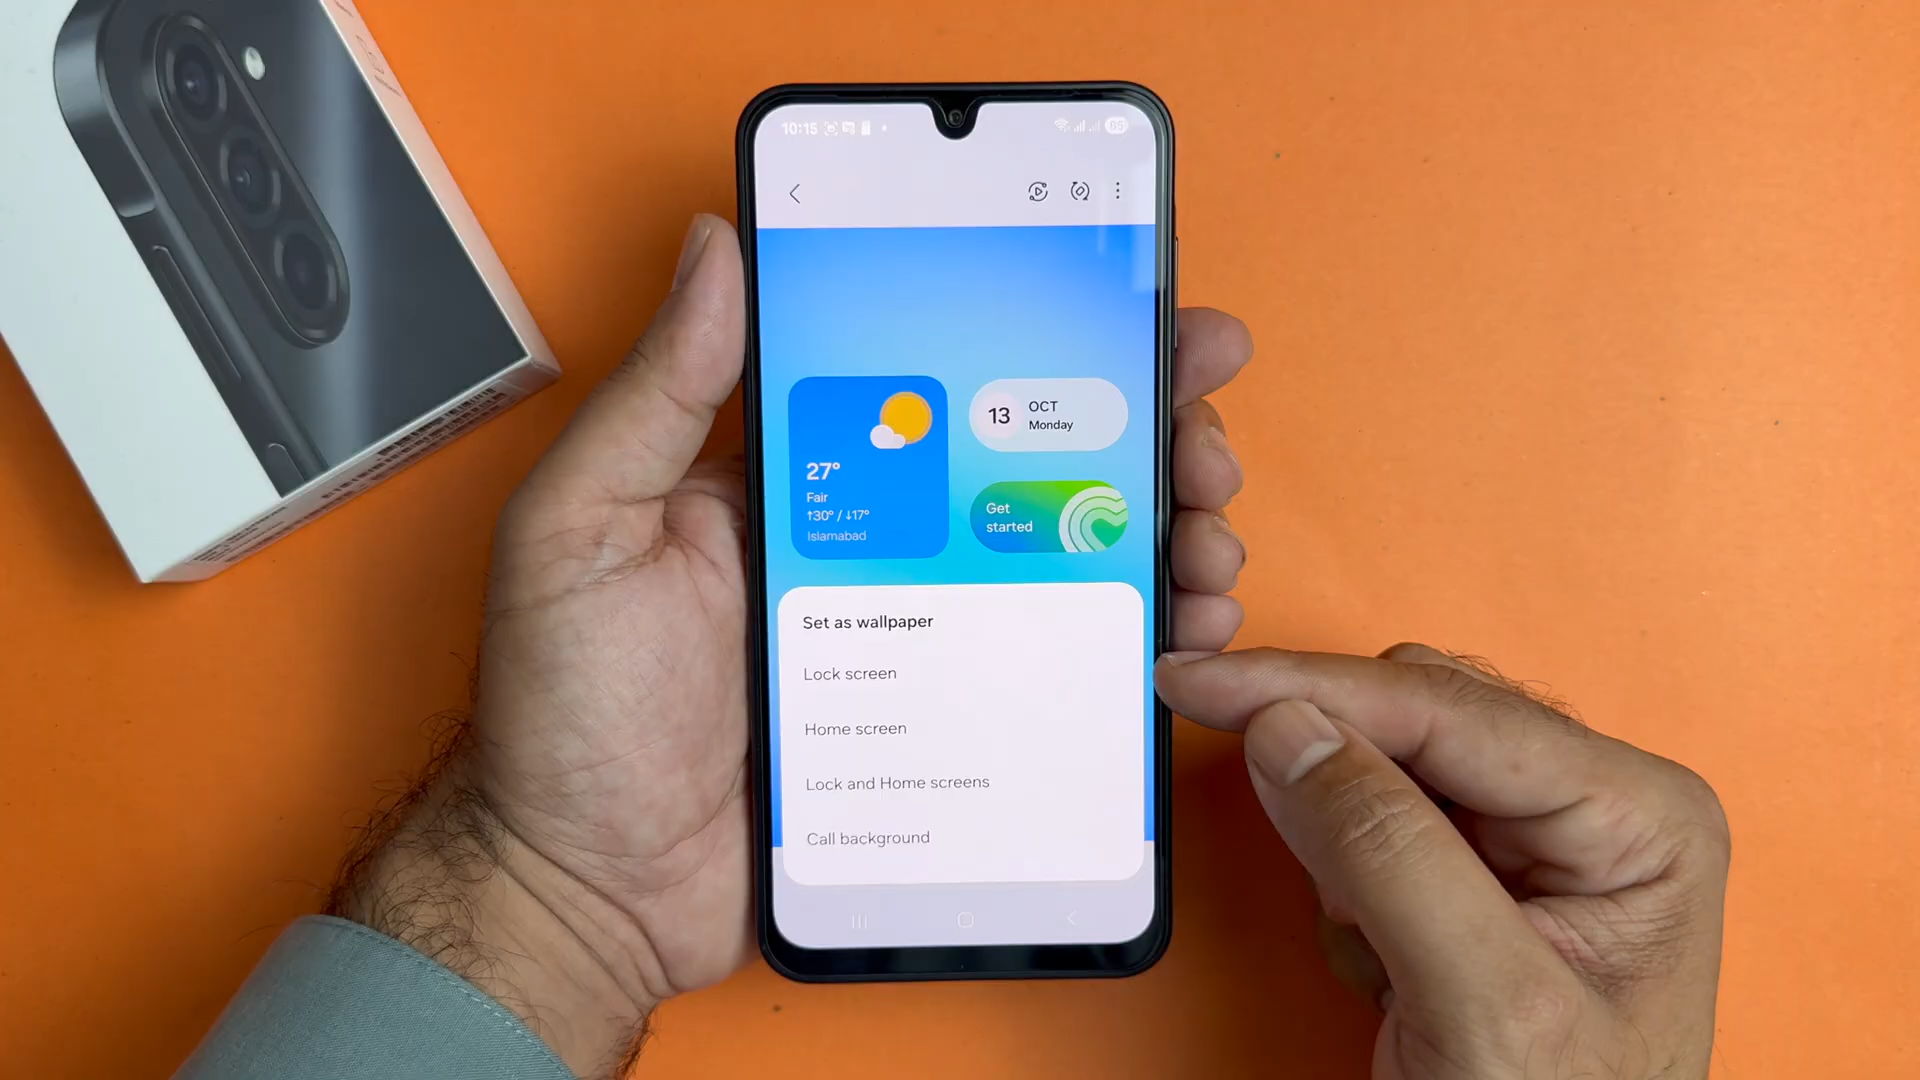 10:15
85
13
OCT
Monday
27°
Fair
↑30° / ↓17°
Islamabad
Get
started
Set as wallpaper
Lock screen
Home screen
Lock and Home screens
Call background